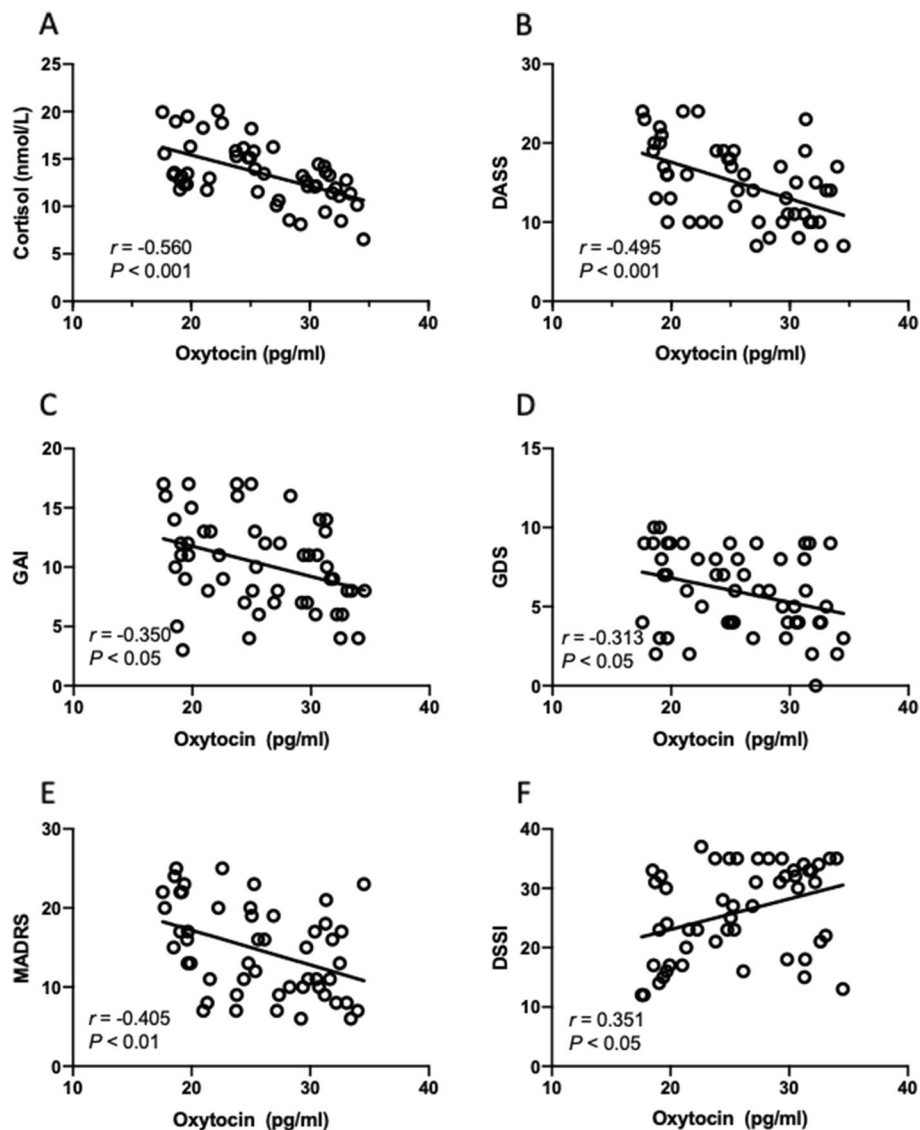 A
B
25
20
15
10
5
0
Cortisol (nmol/L)
r = -0.560
P < 0.001
10 20 30 40
Oxytocin (pg/ml)
30
20
10
0
DASS
r = -0.495
P < 0.001
10 20 30 40
Oxytocin (pg/ml)
C
D
20
15
10
5
0
GAI
r = -0.350
P < 0.05
10 20 30 40
Oxytocin (pg/ml)
15
10
5
0
GDS
r = -0.313
P < 0.05
10 20 30 40
Oxytocin (pg/ml)
E
F
30
20
10
0
MADRS
r = -0.405
P < 0.01
10 20 30 40
Oxytocin (pg/ml)
40
30
20
10
0
DSSI
r = 0.351
P < 0.05
10 20 30 40
Oxytocin (pg/ml)